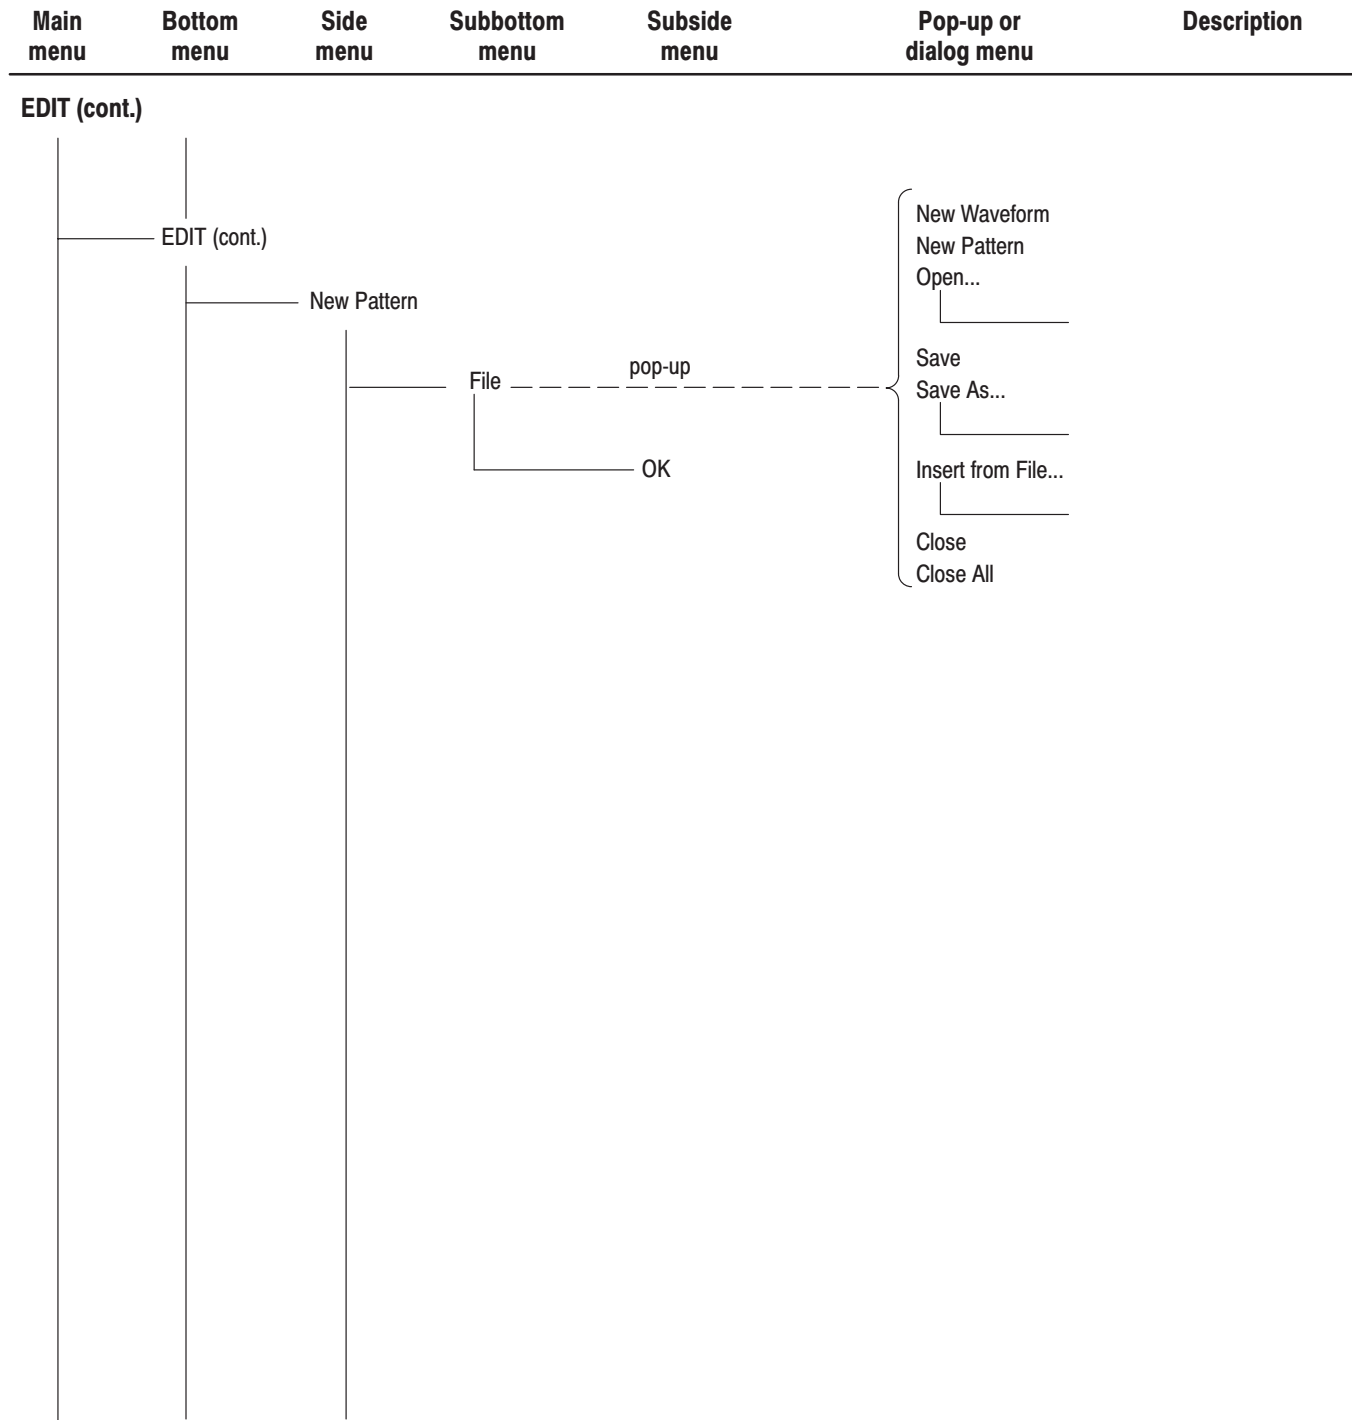 Main menu
Bottom menu
Side menu
Subbottom menu
Subside menu
Pop-up or dialog menu
Description
EDIT (cont.)
EDIT (cont.)
New Pattern
File
pop-up
OK
New Waveform
New Pattern
Open...
Save
Save As...
Insert from File...
Close
Close All